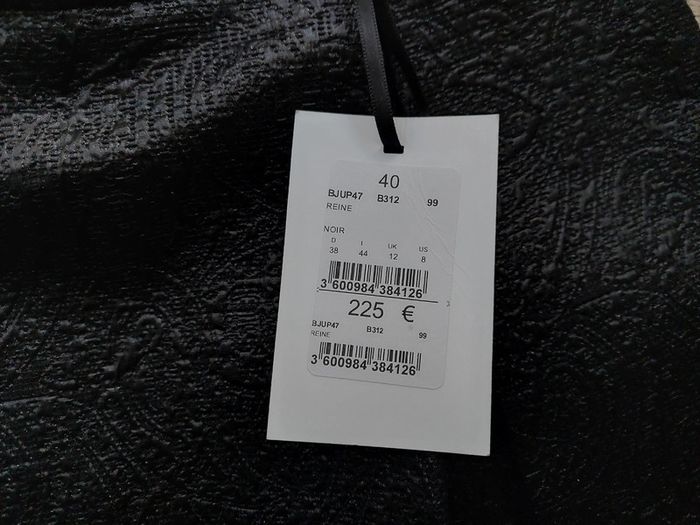 40
BJUP47 B312 99
REINE
NOIR
D I UK US
38 44 12 8
3 600984 384126
225 €
BJUP47 B312 99
REINE
3 600984 384126